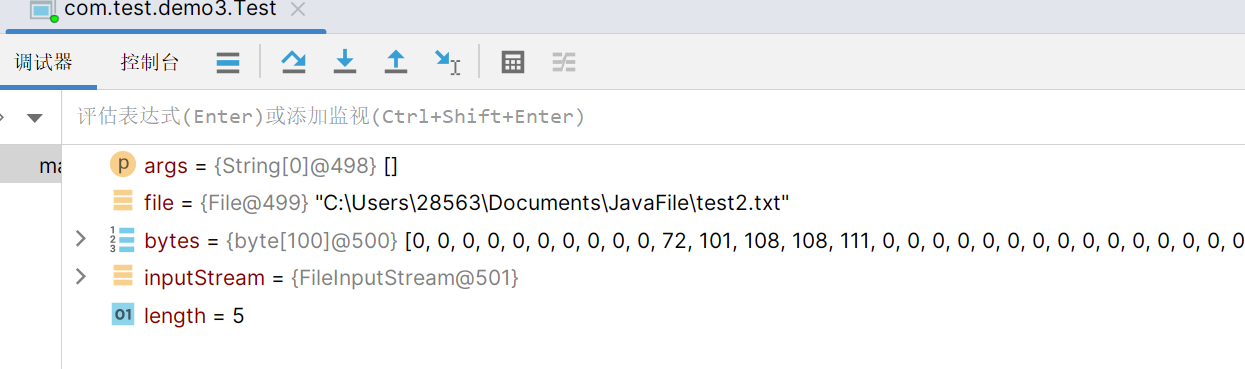 com.test.demo3.Test
调试器 控制台
评估表达式(Enter)或添加监视(Ctrl+Shift+Enter)
ma
p args = {String[0]@498} []
file = {File@499} "C:\Users\28563\Documents\JavaFile\test2.txt"
123 bytes = {byte[100]@500} [0, 0, 0, 0, 0, 0, 0, 0, 0, 0, 72, 101, 108, 108, 111, 0, 0, 0, 0, 0, 0, 0, 0, 0, 0, 0, 0, 0, 0, 0
inputStream = {FileInputStream@501}
01 length = 5